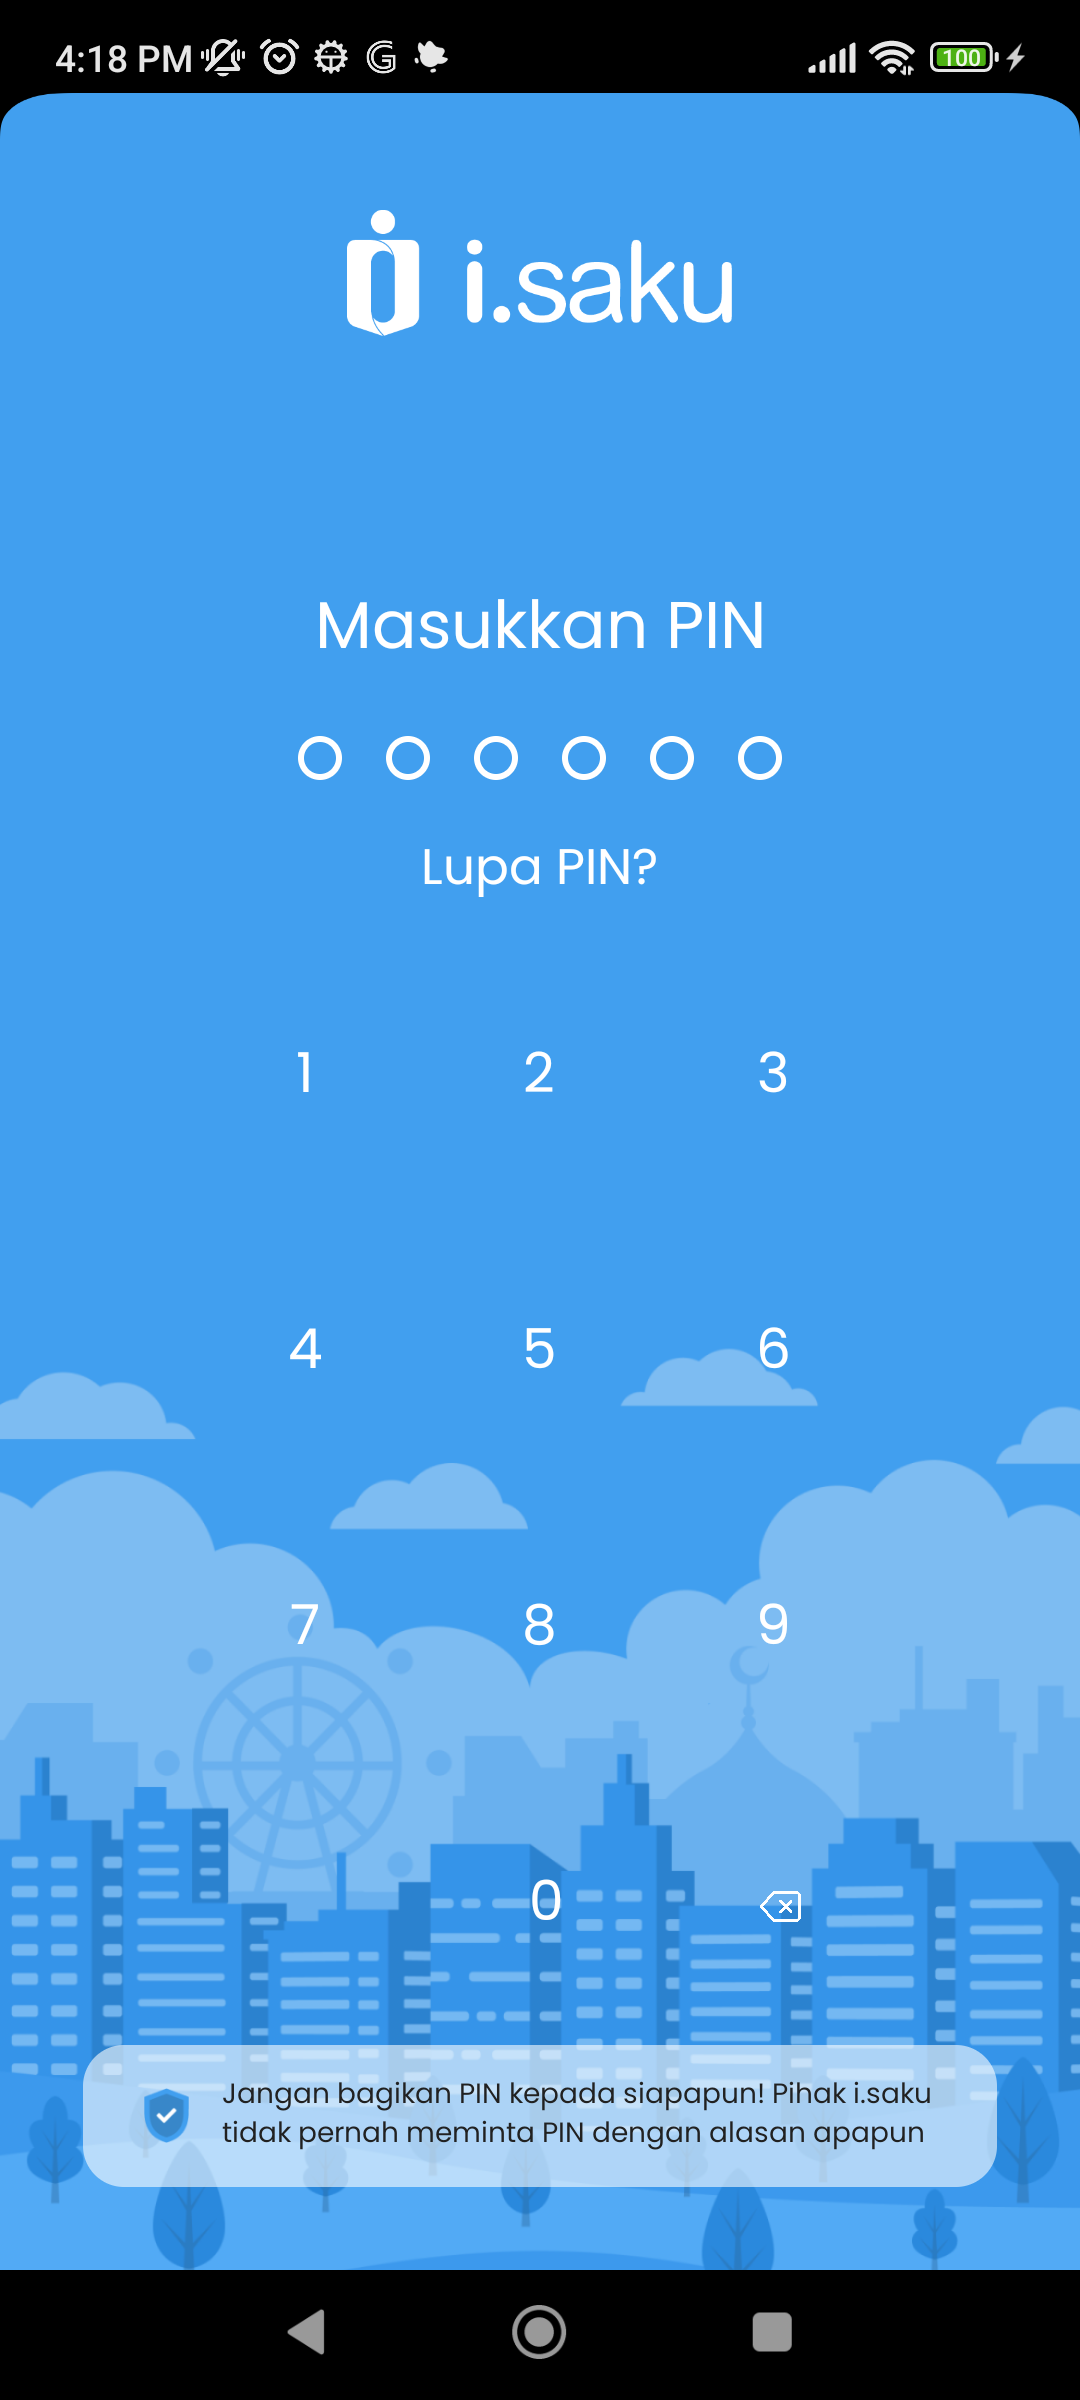 4:18 PM
100
i.saku
Masukkan PIN
Lupa PIN?
1 2 3
4 5 6
7 8 9
0
Jangan bagikan PIN kepada siapapun! Pihak i.saku
tidak pernah meminta PIN dengan alasan apapun